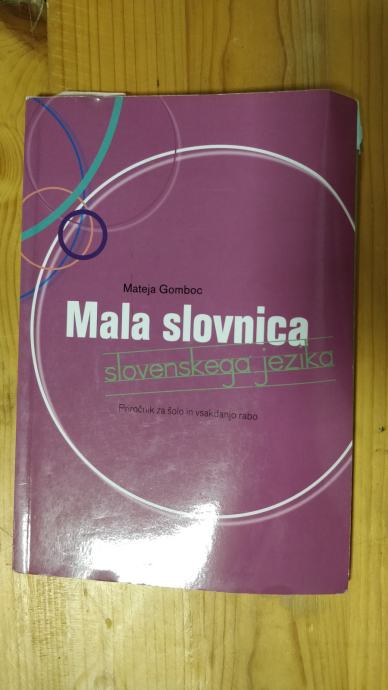 Mateja Gomboc
Mala slovnica
slovenskega jezika
Priročnik za šolo in vsakdanjo rabo